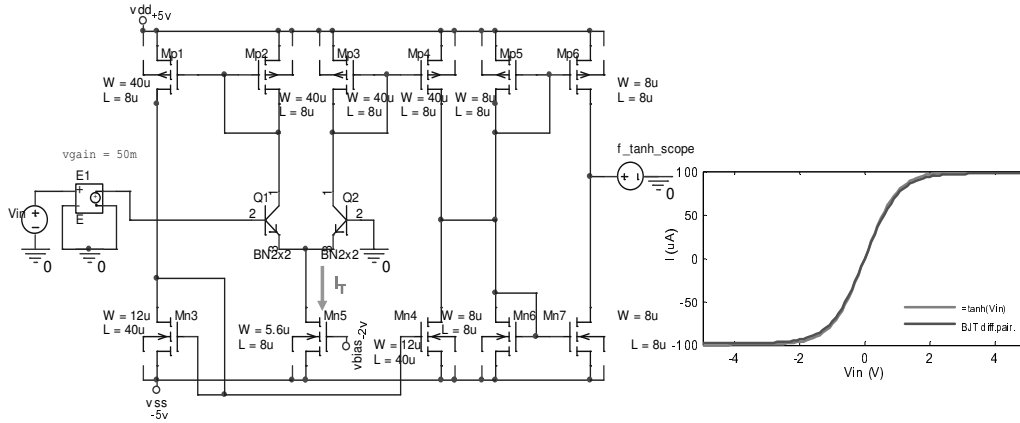 vdd +5v
Mp1
Mp2
Mp3
Mp4
Mp5
Mp6
W = 40u
L = 8u
W = 40u
L = 8u
W = 40u
L = 8u
W = 40u
L = 8u
W = 8u
L = 8u
W = 8u
L = 8u
vgain = 50m
E1
E
Vin
+
−
0
0
Q1
Q2
1
2
3
1
2
3
BN2x2
BN2x2
0
I_T
f_tanh_scope
0
W = 12u
L = 40u
Mn3
W = 5.6u
L = 8u
Mn5
vbias -2v
Mn4
W = 12u
L = 40u
W = 8u
L = 8u
Mn6
Mn7
W = 8u
L = 8u
vss
-5v
100
50
0
-50
-100
I (uA)
-4
-2
0
2
4
Vin (V)
=tanh(Vin)
BJT diff.pair.